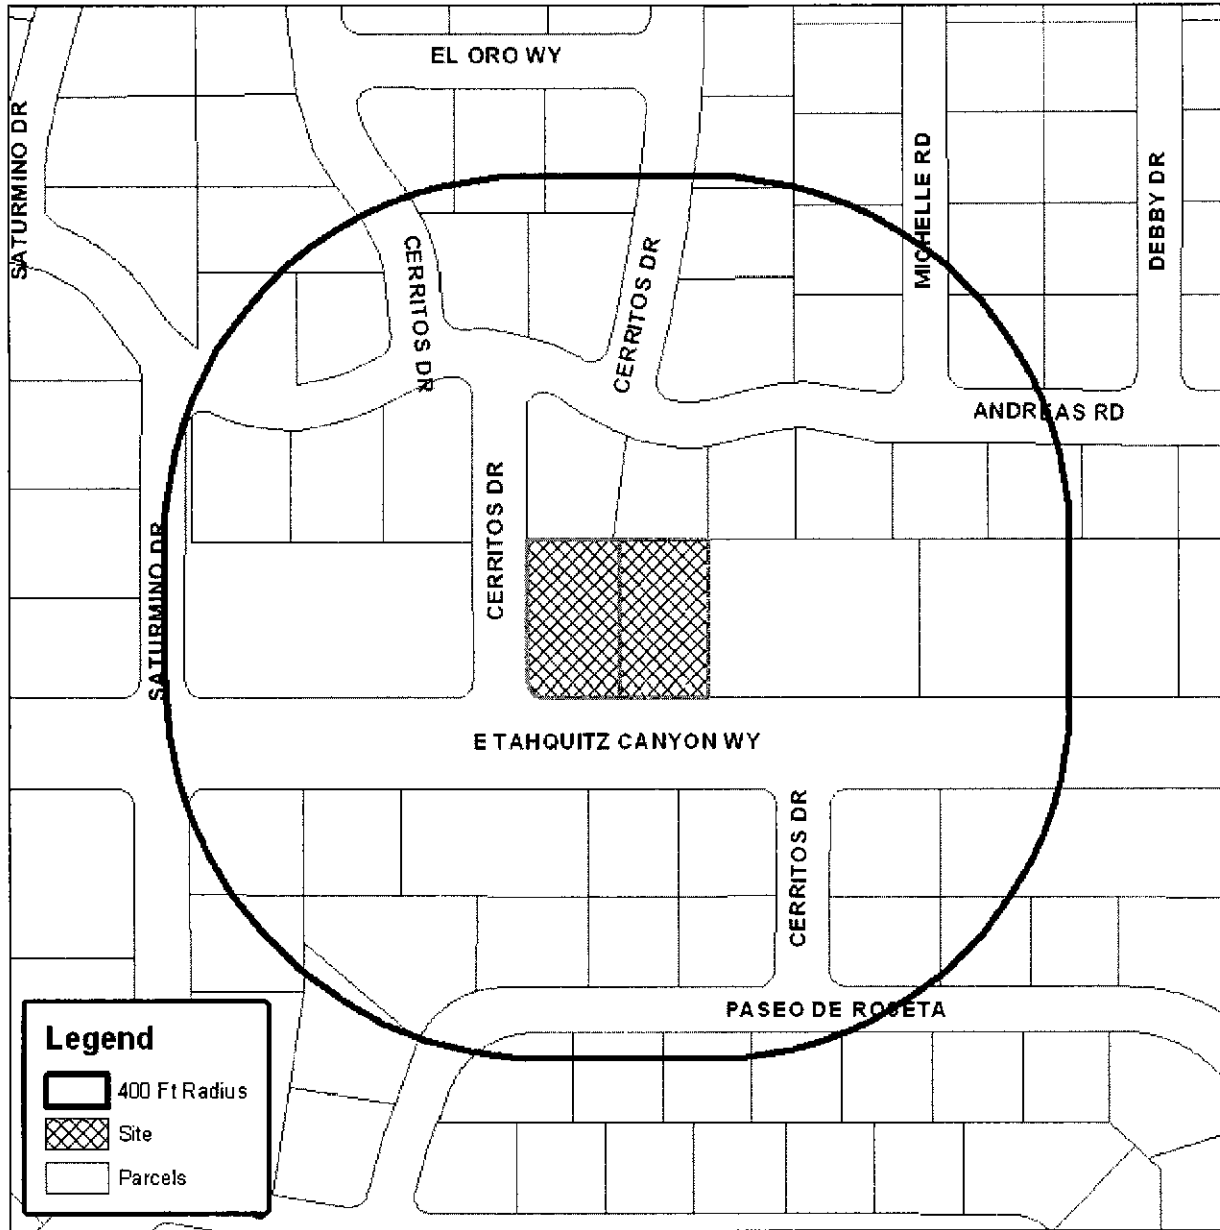 EL ORO WY
SATURMINO DR
MICHELLE RD
DEBBY DR
CERRITOS DR
CERRITOS DR
ANDREAS RD
CERRITOS DR
SATURMINO DR
E TAHQUITZ CANYON WY
CERRITOS DR
PASEO DE ROSETA
Legend
400 Ft Radius
Site
Parcels